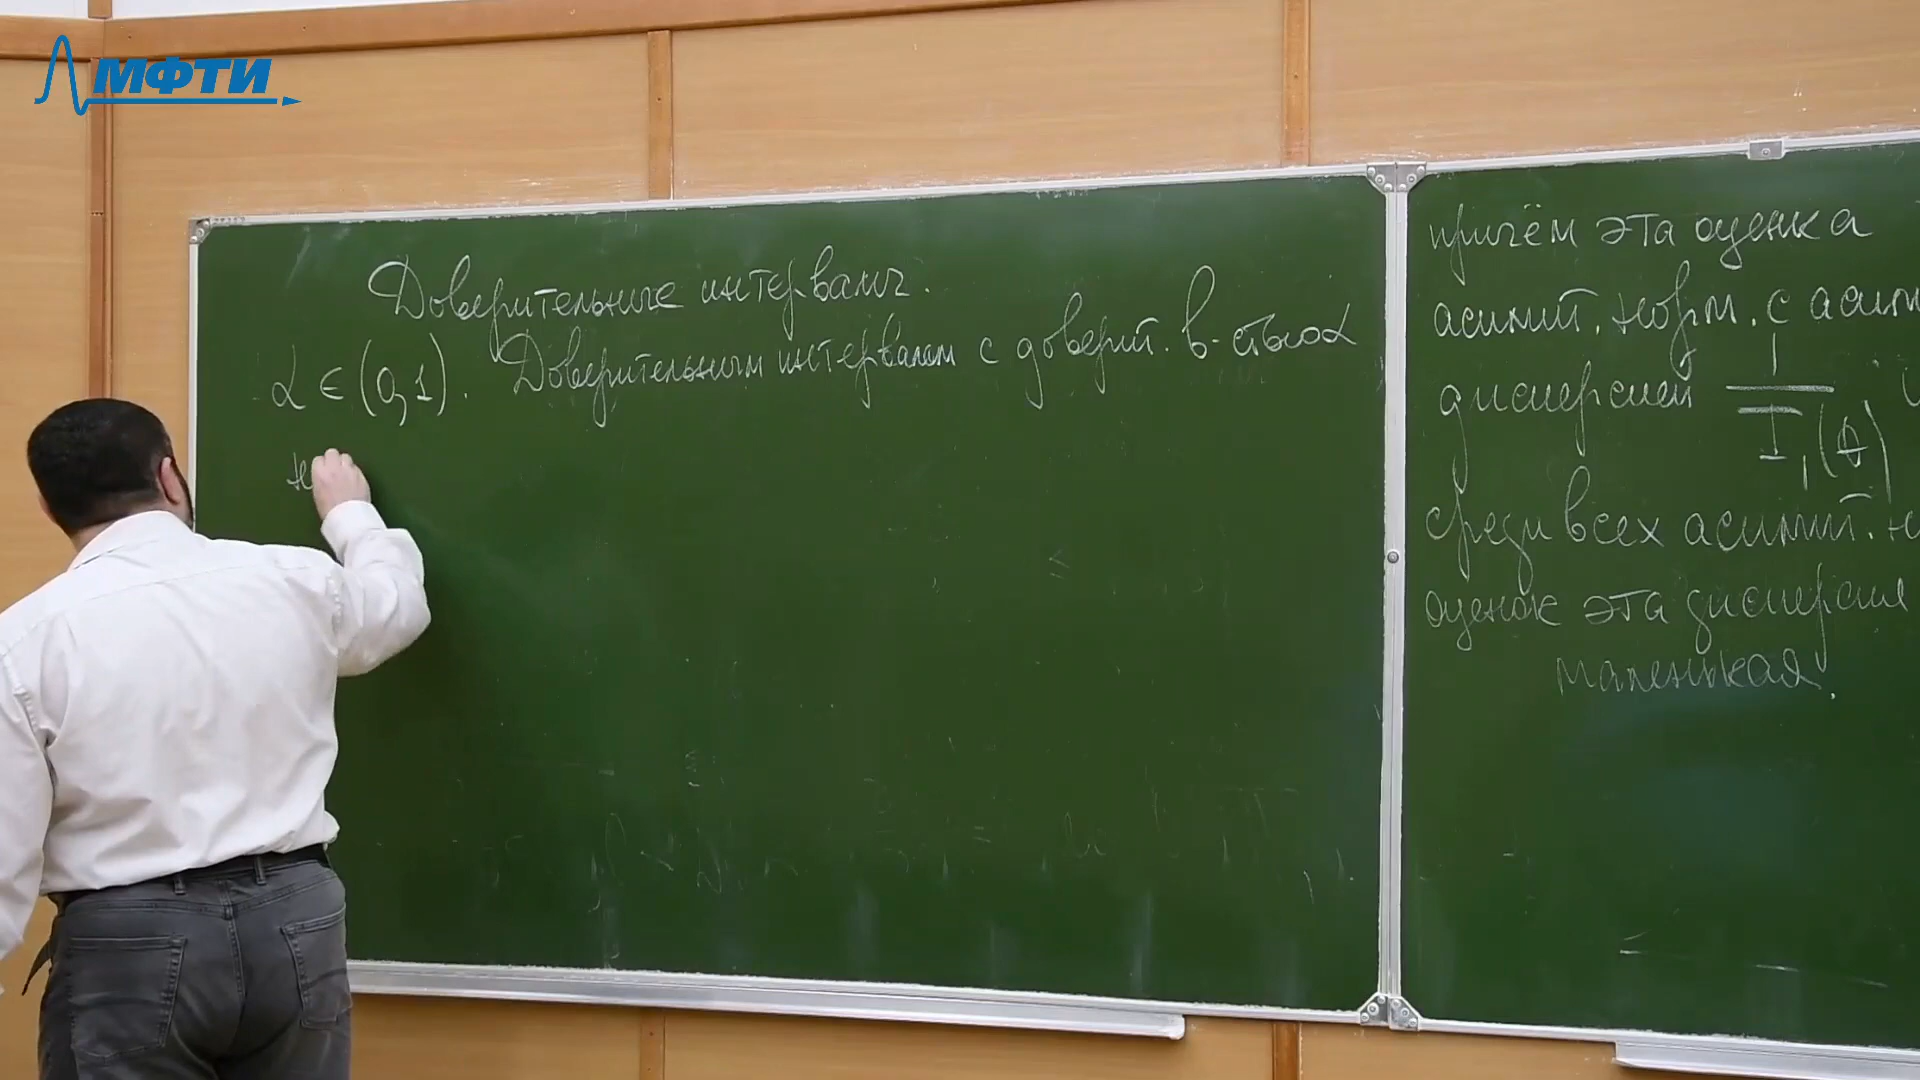 МФТИ
Доверительные интервалы.
α ∈ (0,1). Доверительным интервалом с доверит. в-стью α
н
причём эта оценка
асимпт. норм. с асим
дисперсией 1/I₁(θ)
среди всех асимпт. н
оценок эта дисперсия
маленькая.